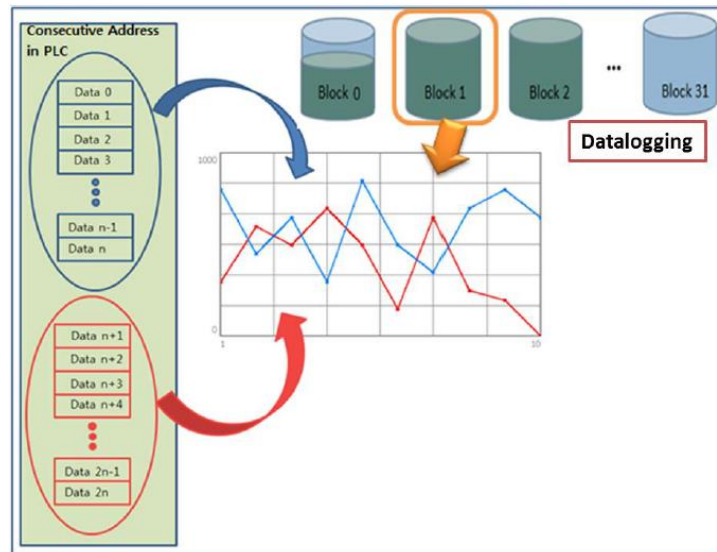 Consecutive Address
in PLC
Data 0
Data 1
Data 2
Data 3
Data n-1
Data n
Data n+1
Data n+2
Data n+3
Data n+4
Data 2n-1
Data 2n
Block 0
Block 1
Block 2
...
Block 31
Datalogging
1000
0
1
10